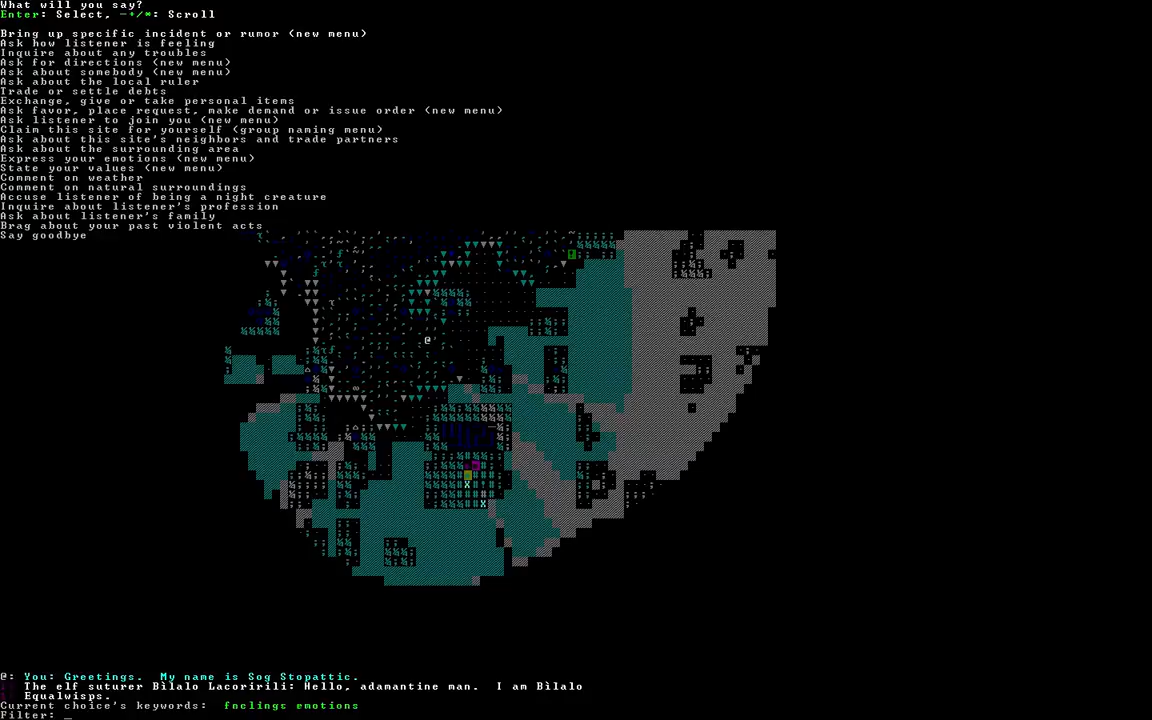 What will you say?
Enter: Select, -+/*: Scroll
Bring up specific incident or rumor (new menu)
Ask how listener is feeling
Inquire about any troubles
Ask for directions (new menu)
Ask about somebody (new menu)
Ask about the local ruler
Trade or settle debts
Exchange, give or take personal items
Ask favor, place request, make demand or issue order (new menu)
Ask listener to join you (new menu)
Claim this site for yourself (group naming menu)
Ask about this site's neighbors and trade partners
Ask about the surrounding area
Express your emotions (new menu)
State your values (new menu)
Comment on weather
Comment on natural surroundings
Accuse listener of being a night creature
Inquire about listener's profession
Ask about listener's family
Brag about your past violent acts
Say goodbye
@: You: Greetings. My name is Sog Stopattic.
The elf suturer Bìlalo Lacoririli: Hello, adamantine man. I am Bìlalo
Equalwisps.
Current choice's keywords: feelings emotions
Filter: _